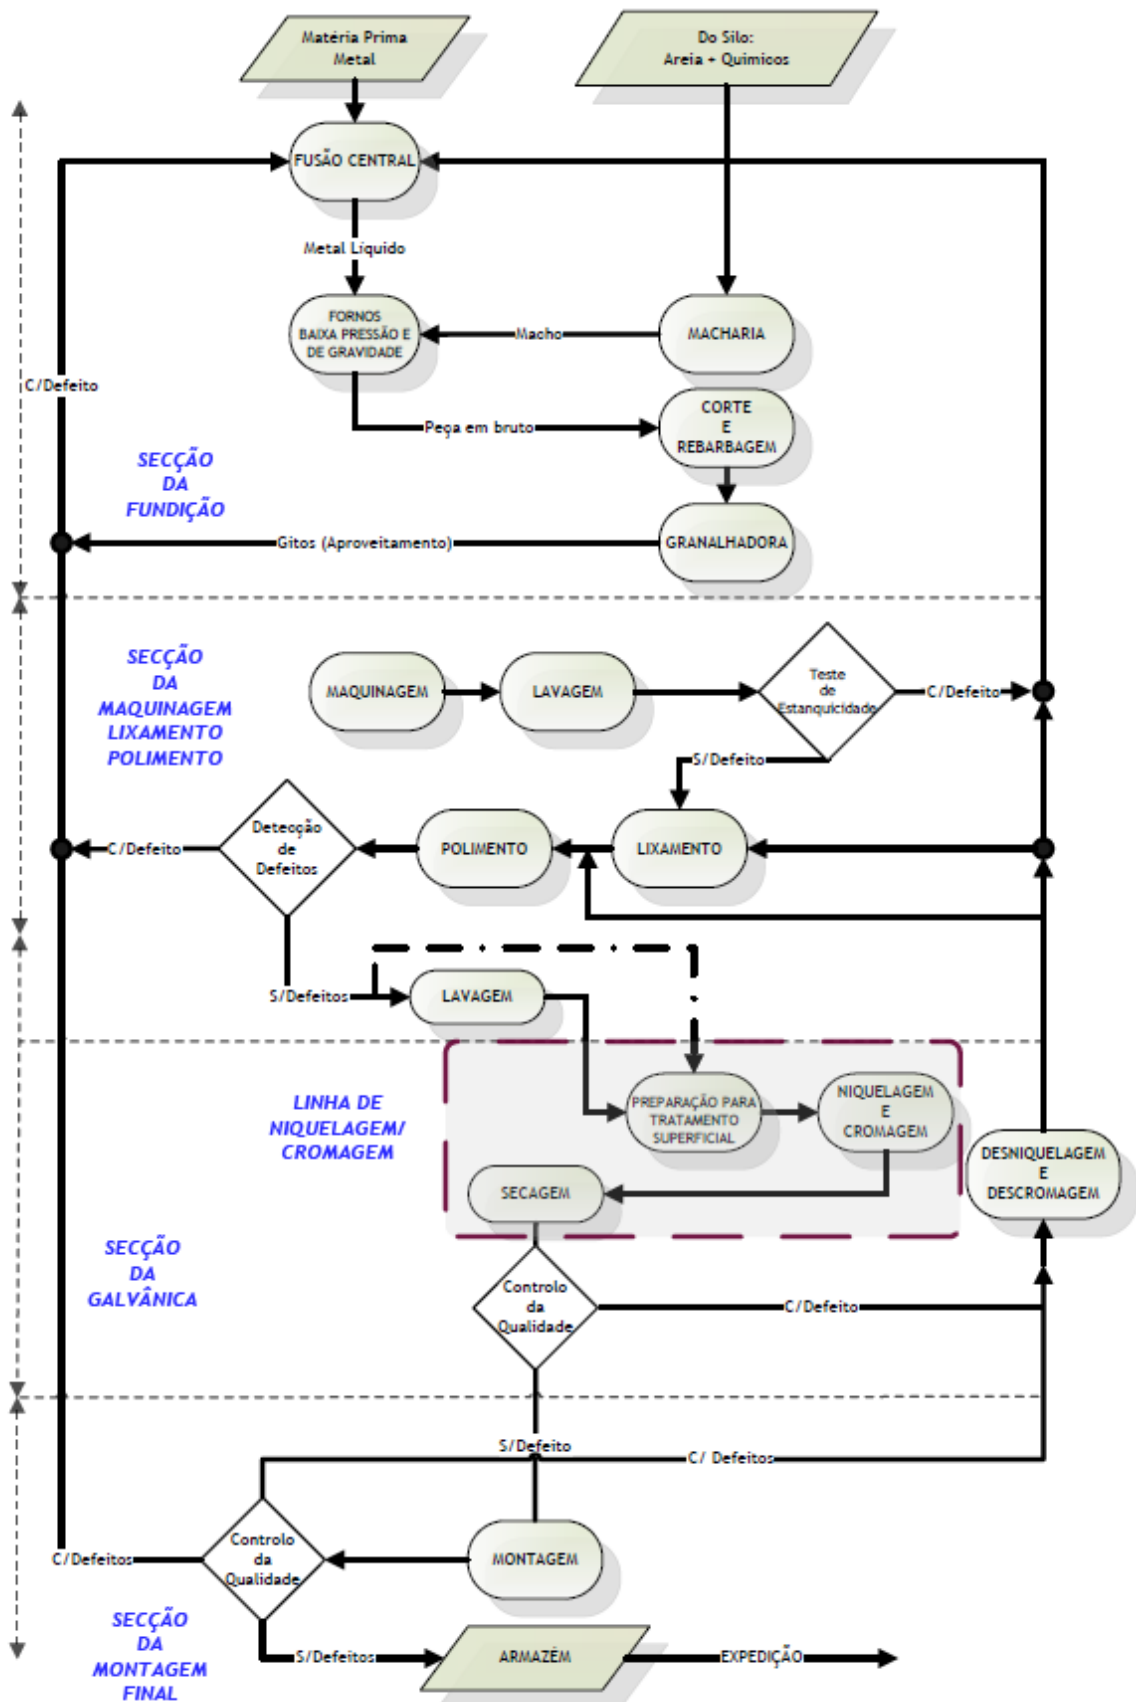 Matéria Prima
Metal
Do Silo:
Areia + Quimicos
FUSÃO CENTRAL
Metal Líquido
FORNOS
BAIXA PRESSÃO E
DE GRAVIDADE
Macho
MACHARIA
C/Defeito
CORTE
E
REBARBAGEM
Peça em bruto
SECÇÃO
DA
FUNDIÇÃO
Gitos (Aproveitamento)
GRANALHADORA
SECÇÃO
DA
MAQUINAGEM
LIXAMENTO
POLIMENTO
MAQUINAGEM
LAVAGEM
Teste
de
Estanquicidade
C/Defeito
S/Defeito
C/Defeito
Detecção
de
Defeitos
POLIMENTO
LIXAMENTO
S/Defeitos
LAVAGEM
LINHA DE
NIQUELAGEM/
CROMAGEM
PREPARAÇÃO PARA
TRATAMENTO
SUPERFICIAL
NIQUELAGEM
E
CROMAGEM
DESNIQUELAGEM
E
DESCROMAGEM
SECAGEM
SECÇÃO
DA
GALVÂNICA
Controlo
da
Qualidade
C/Defeito
S/Defeito
C/ Defeitos
C/Defeitos
Controlo
da
Qualidade
MONTAGEM
SECÇÃO
DA
MONTAGEM
FINAL
S/Defeitos
ARMAZÉM
EXPEDIÇÃO